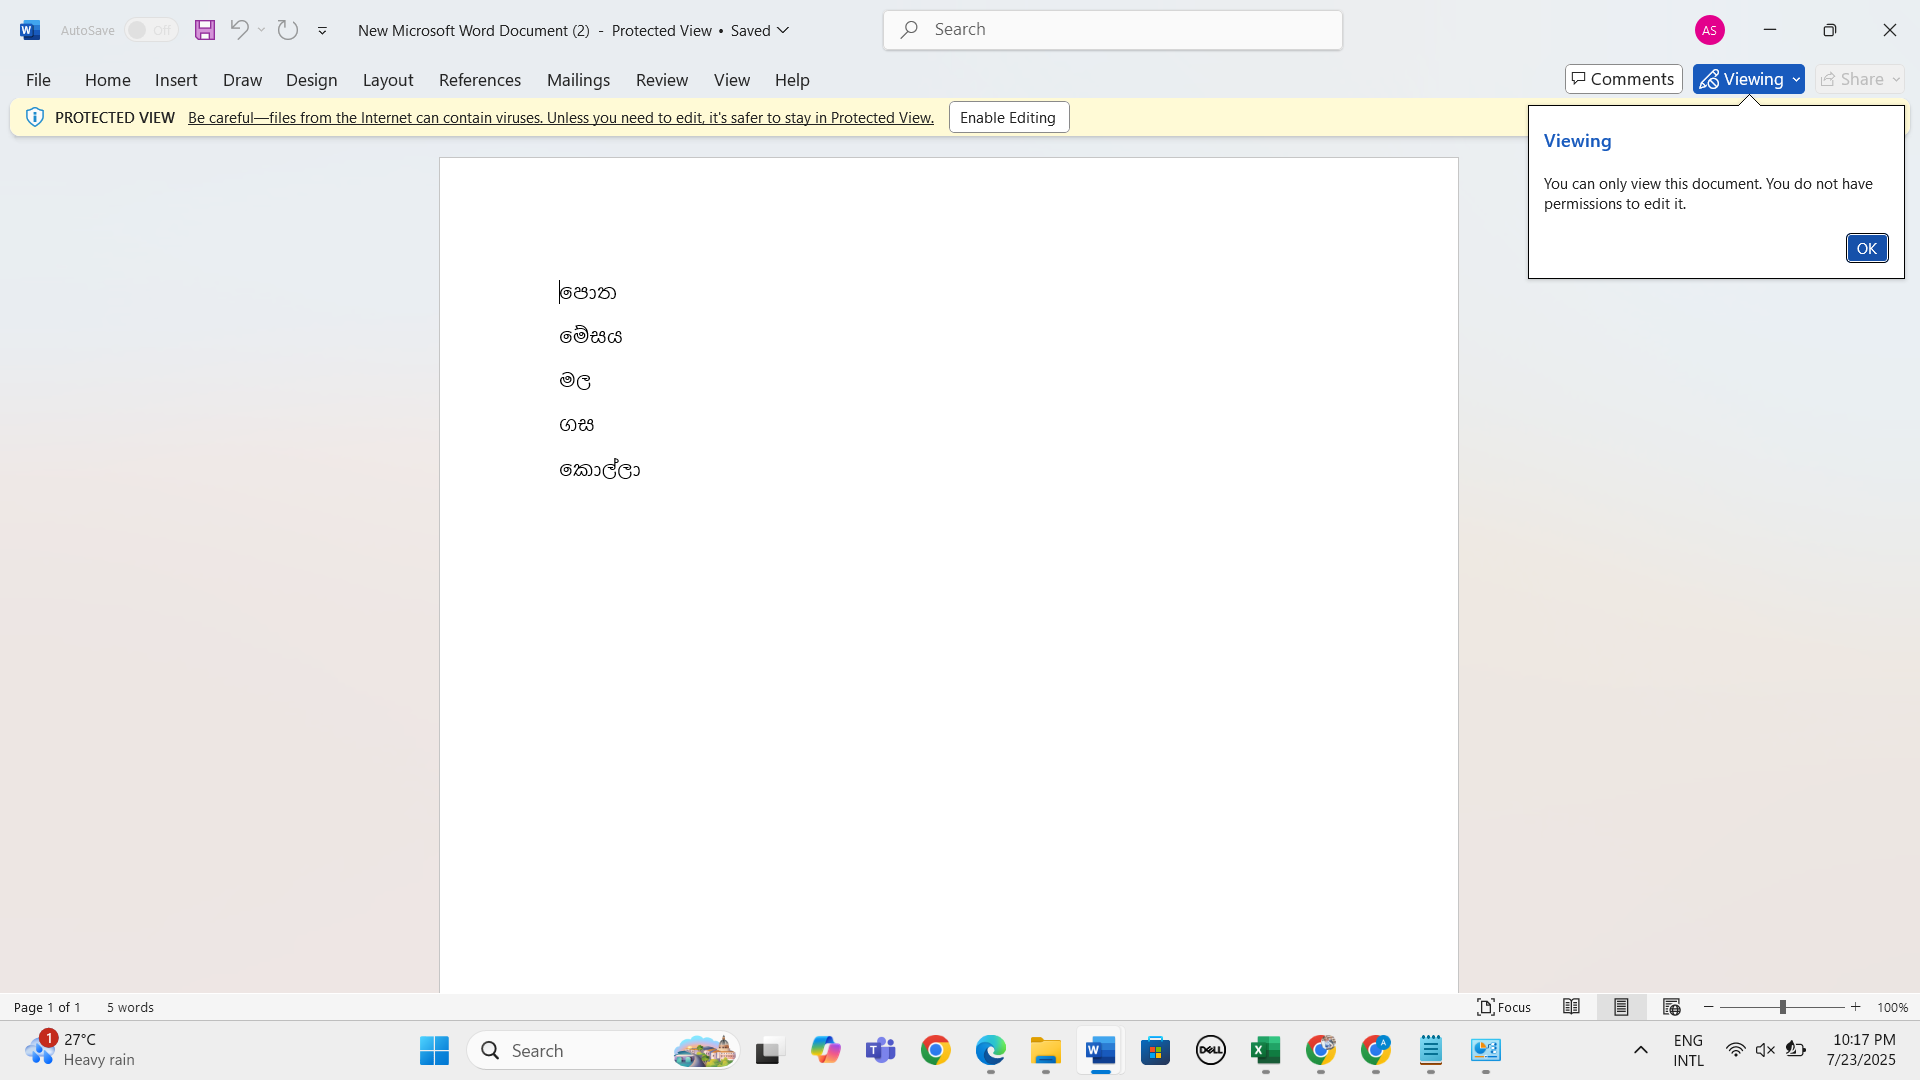 AutoSave Off New Microsoft Word Document (2) - Protected View • Saved Search AS
File Home Insert Draw Design Layout References Mailings Review View Help Comments Viewing Share
PROTECTED VIEW Be careful—files from the Internet can contain viruses. Unless you need to edit, it's safer to stay in Protected View. Enable Editing
Viewing
You can only view this document. You do not have
permissions to edit it.
OK
පොත
මේසය
මල
ගස
කොල්ලා
Page 1 of 1 5 words Focus 100%
1 27°C
Heavy rain
Search
DELL
A
ENG
INTL
10:17 PM
7/23/2025